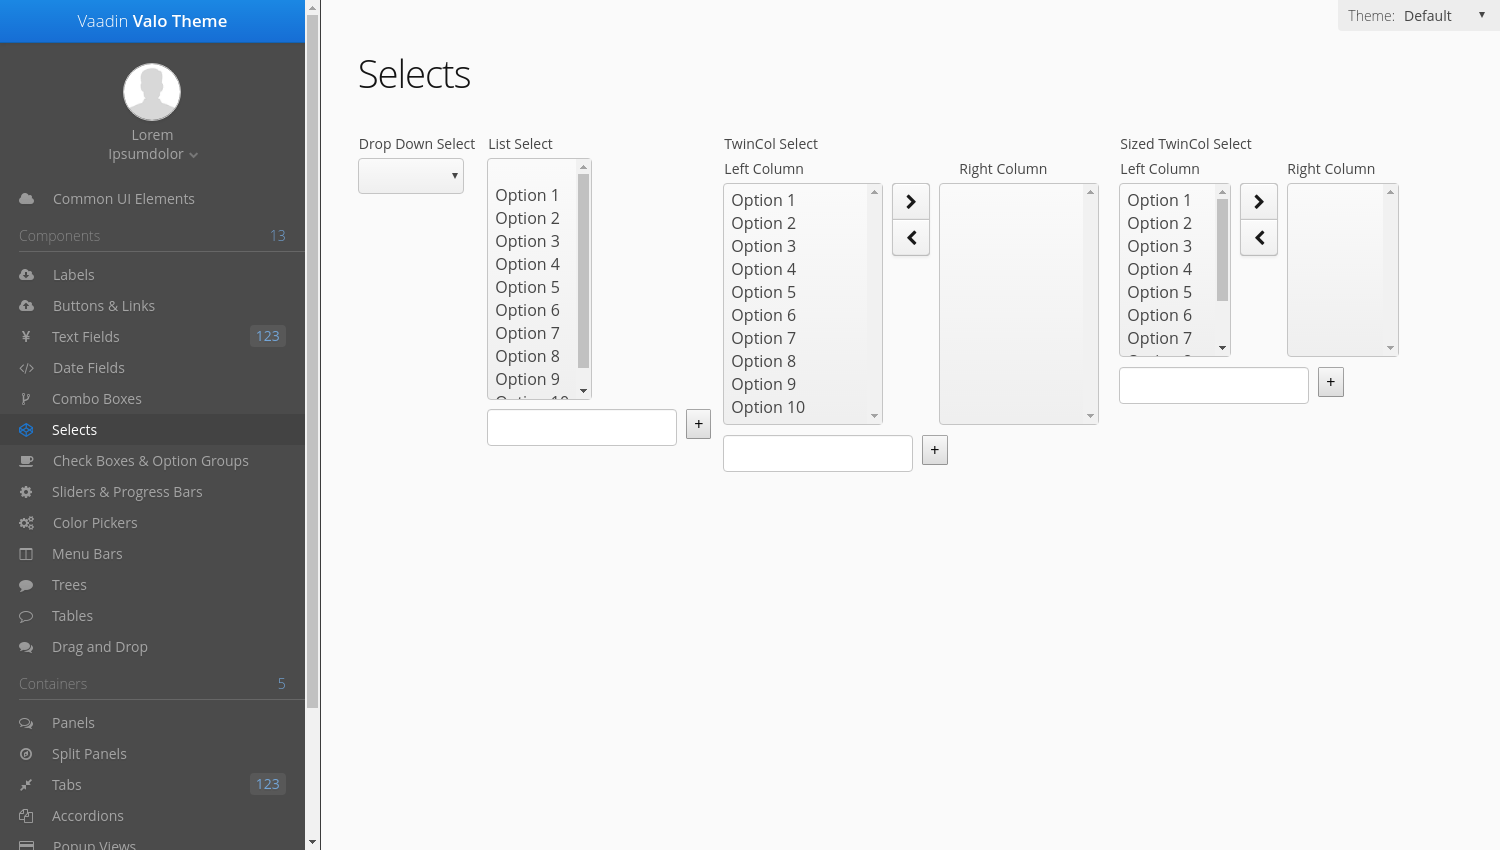 Vaadin Valo Theme
Lorem
Ipsumdolor
Common UI Elements
Components 13
Labels
Buttons & Links
Text Fields 123
Date Fields
Combo Boxes
Selects
Check Boxes & Option Groups
Sliders & Progress Bars
Color Pickers
Menu Bars
Trees
Tables
Drag and Drop
Containers 5
Panels
Split Panels
Tabs 123
Accordions
Popup Views
Theme: Default
Selects
Drop Down Select
List Select
Option 1
Option 2
Option 3
Option 4
Option 5
Option 6
Option 7
Option 8
Option 9
Option 10
+
TwinCol Select
Left Column
Right Column
Option 1
Option 2
Option 3
Option 4
Option 5
Option 6
Option 7
Option 8
Option 9
Option 10
+
Sized TwinCol Select
Left Column
Right Column
Option 1
Option 2
Option 3
Option 4
Option 5
Option 6
Option 7
+